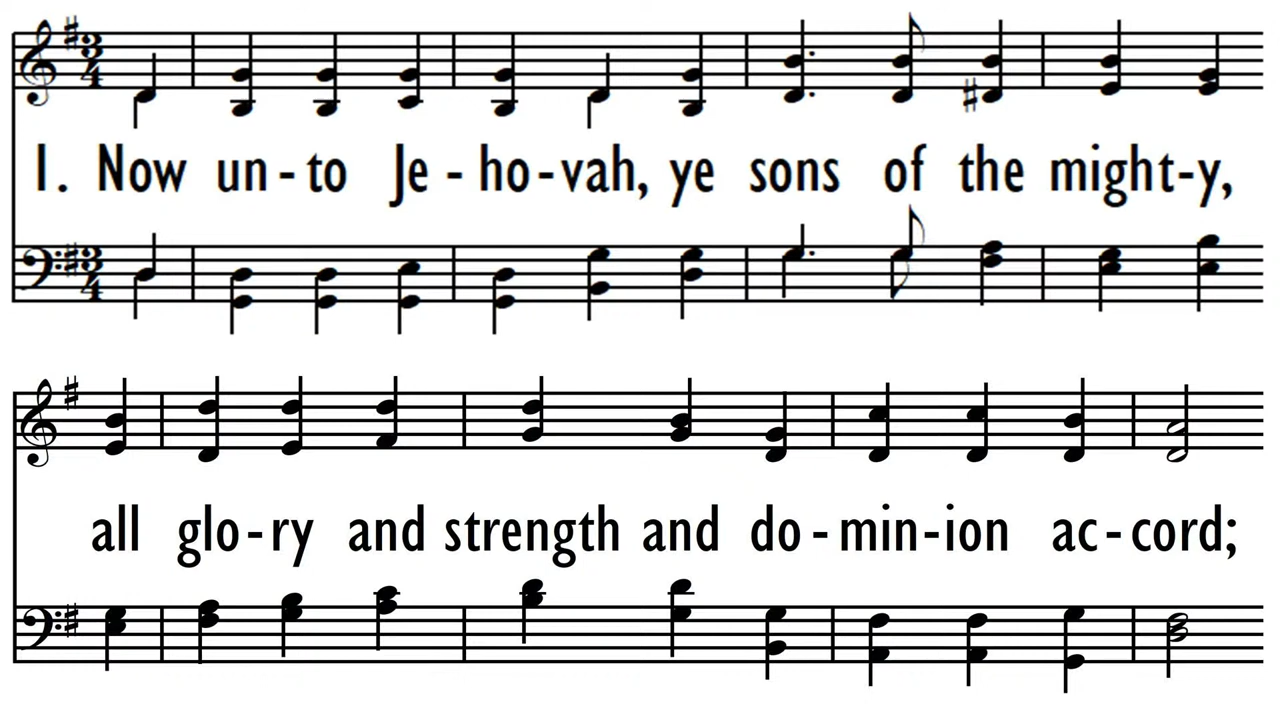 1. Now un-to Je-ho-vah, ye sons of the might-y,
all glo-ry and strength and do-min-ion ac-cord;